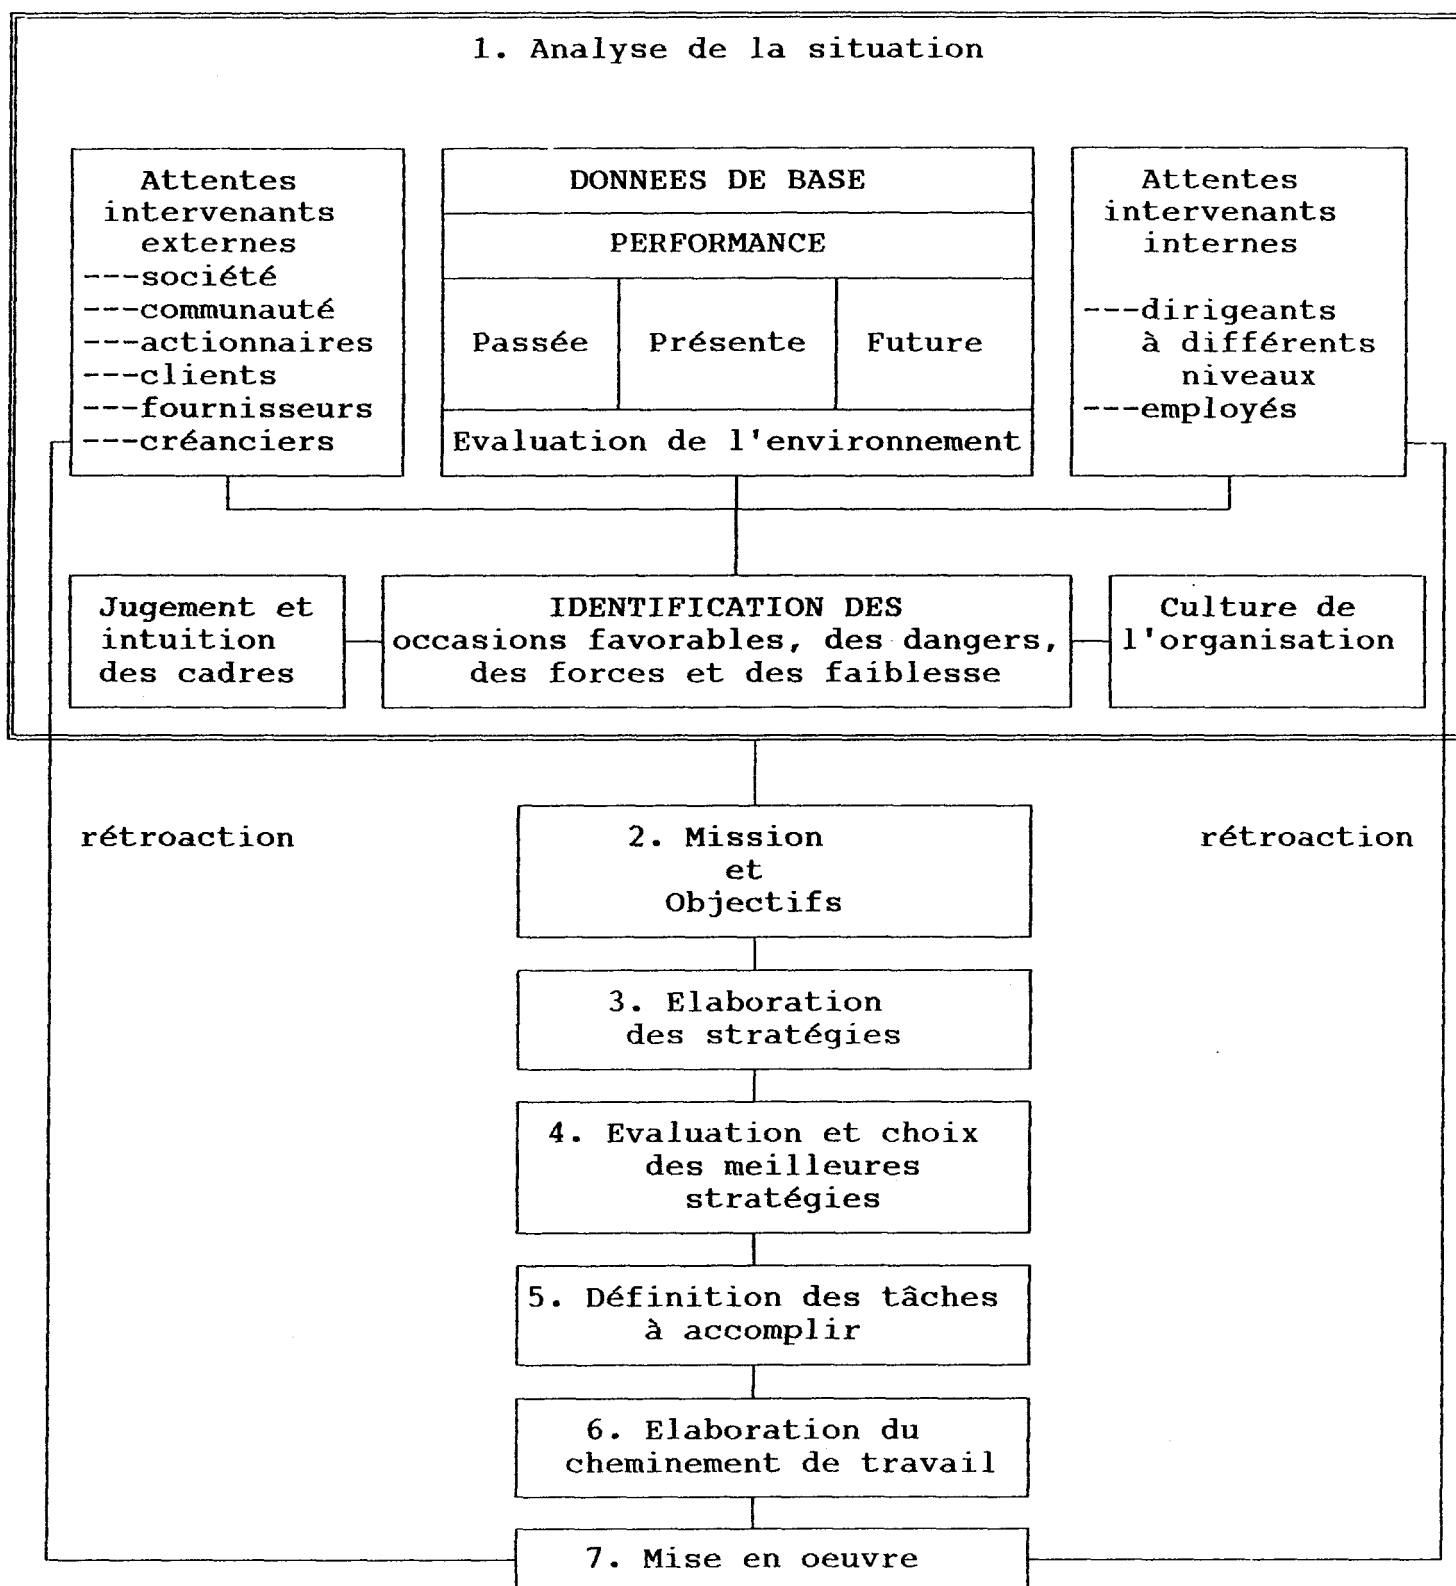 1. Analyse de la situation
Attentes
intervenants
externes
---société
---communauté
---actionnaires
---clients
---fournisseurs
---créanciers
DONNEES DE BASE
PERFORMANCE
Passée
Présente
Future
Evaluation de l'environnement
Attentes
intervenants
internes
---dirigeants
à différents
niveaux
---employés
Jugement et
intuition
des cadres
IDENTIFICATION DES
occasions favorables, des dangers,
des forces et des faiblesse
Culture de
l'organisation
rétroaction
2. Mission
et
Objectifs
rétroaction
3. Elaboration
des stratégies
4. Evaluation et choix
des meilleures
stratégies
5. Définition des tâches
à accomplir
6. Elaboration du
cheminement de travail
7. Mise en oeuvre